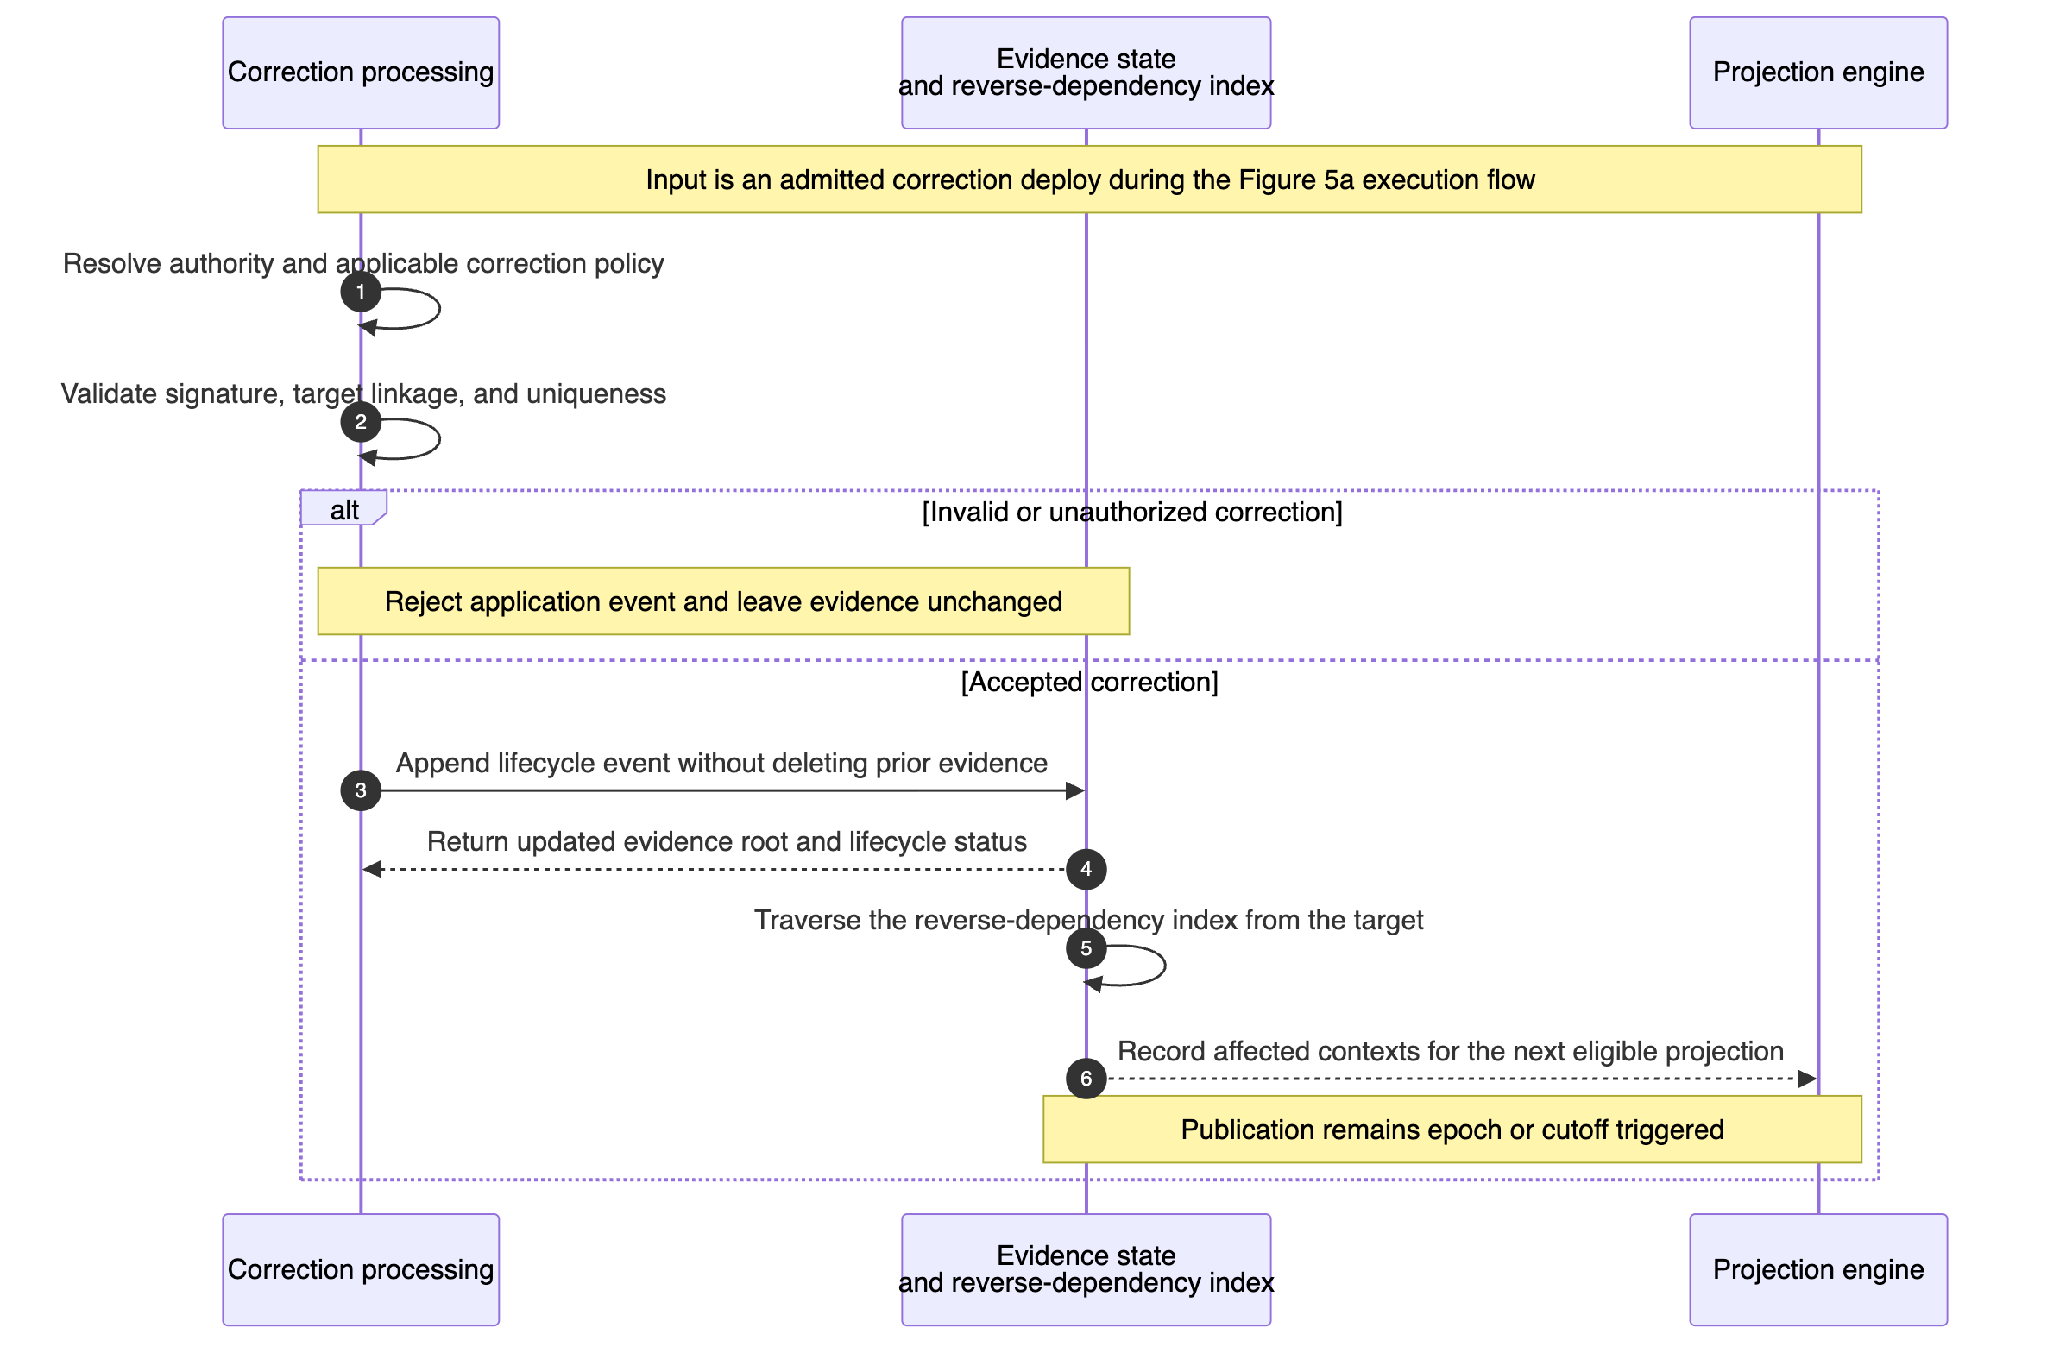 Correction processing
Evidence state
and reverse-dependency index
Projection engine
Input is an admitted correction deploy during the Figure 5a execution flow
Resolve authority and applicable correction policy
1
Validate signature, target linkage, and uniqueness
2
alt
[Invalid or unauthorized correction]
Reject application event and leave evidence unchanged
[Accepted correction]
Append lifecycle event without deleting prior evidence
3
Return updated evidence root and lifecycle status
4
Traverse the reverse-dependency index from the target
5
Record affected contexts for the next eligible projection
6
Publication remains epoch or cutoff triggered
Correction processing
Evidence state
and reverse-dependency index
Projection engine